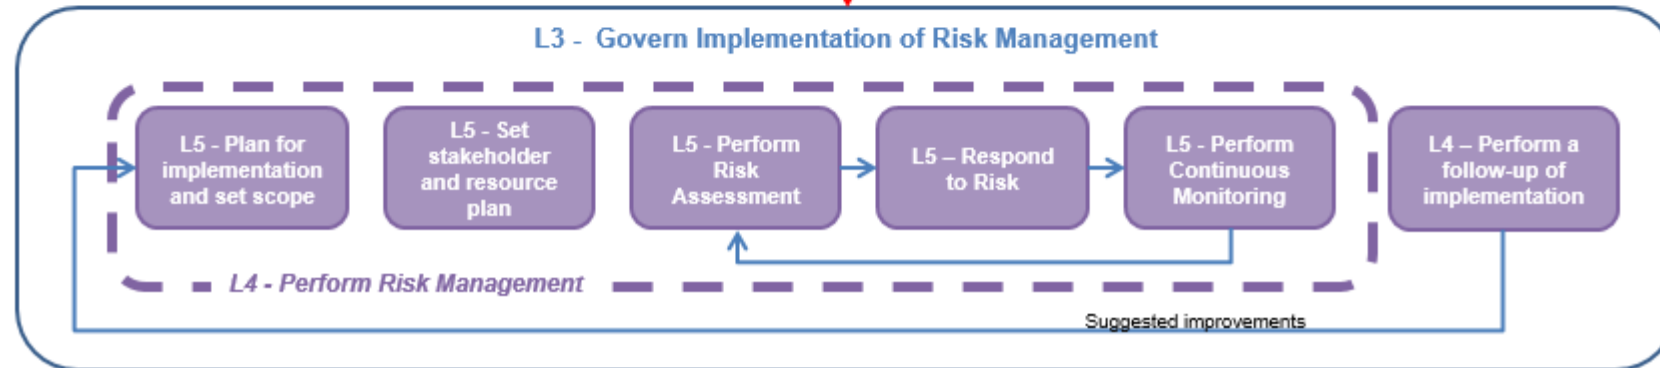 L3 -  Govern Implementation of Risk Management
L5 - Plan for
implementation
and set scope
L5 - Set
stakeholder
and resource
plan
L5 - Perform
Risk
Assessment
L5 – Respond
to Risk
L5 - Perform
Continuous
Monitoring
L4 – Perform a
follow-up of
implementation
L4 - Perform Risk Management
Suggested improvements